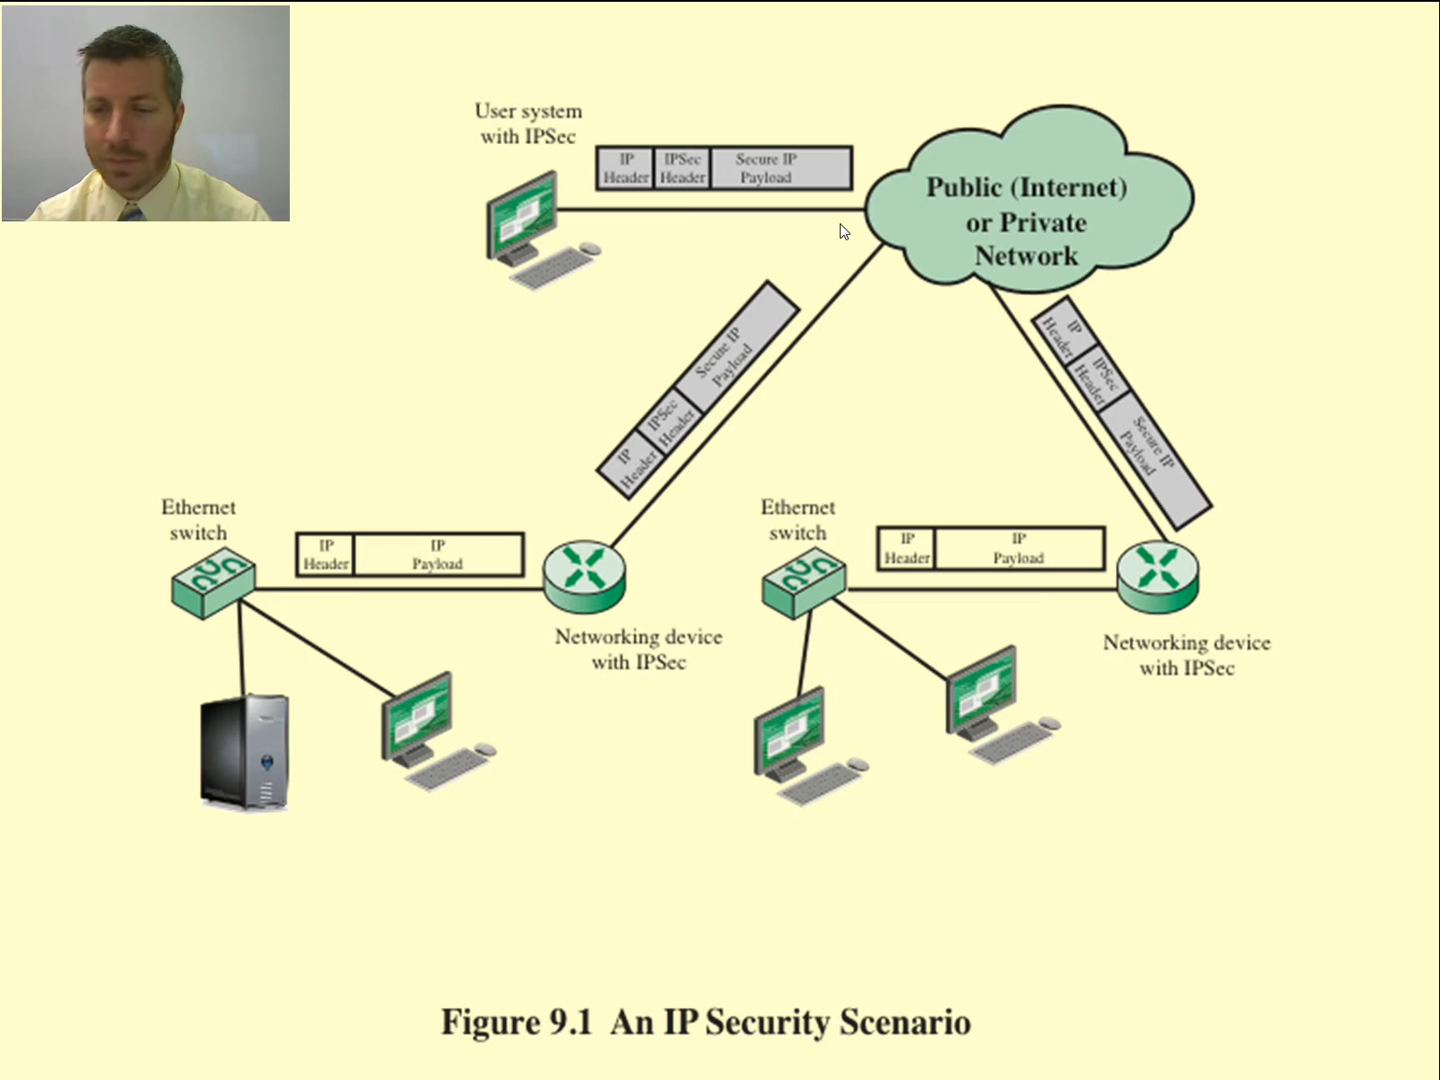 User system
with IPSec
IP
Header
IPSec
Header
Secure IP
Payload
Public (Internet)
or Private
Network
IP
Header
IPSec
Header
Secure IP
Payload
IP
Header
IPSec
Header
Secure IP
Payload
Ethernet
switch
IP
Header
IP
Payload
Networking device
with IPSec
Ethernet
switch
IP
Header
IP
Payload
Networking device
with IPSec
Figure 9.1 An IP Security Scenario